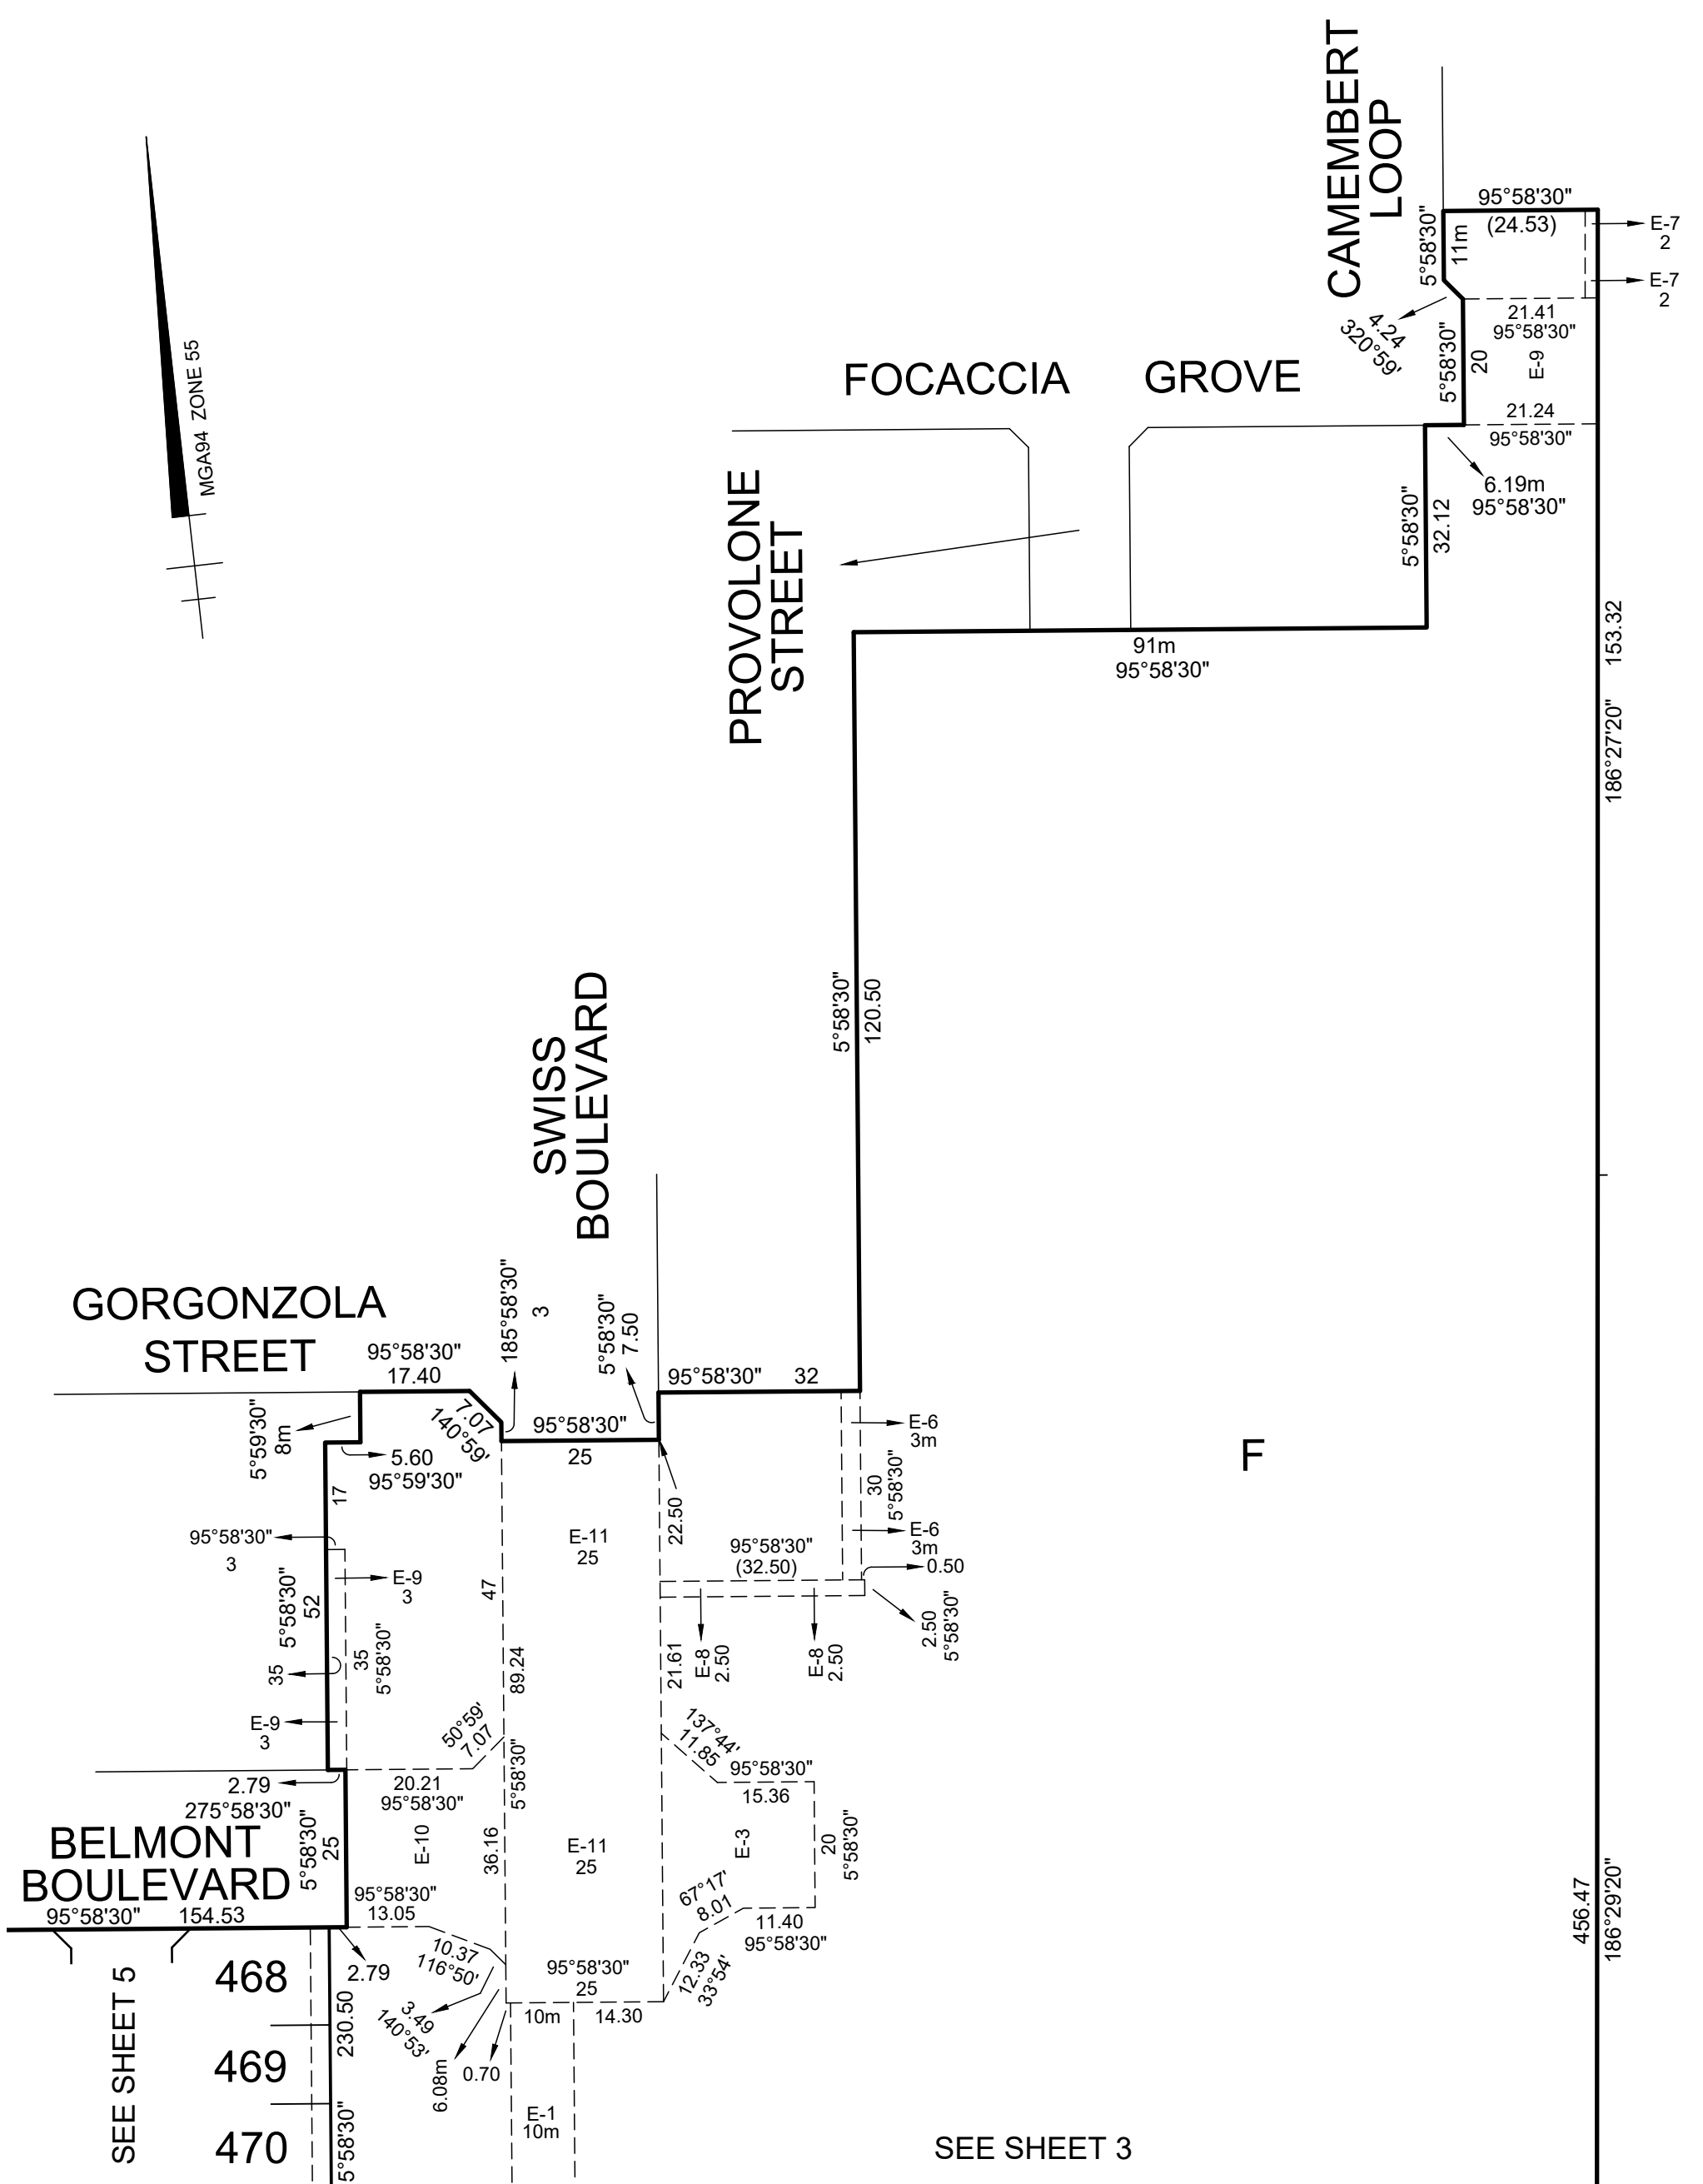 CAMEMBERT
LOOP
95°58'30"
(24.53)
5°58'30"
11m
E-7
2
E-7
2
4.24
320°59'
21.41
95°58'30"
5°58'30"
20
E-9
21.24
95°58'30"
6.19m
95°58'30"
MGA94 ZONE 55
FOCACCIA GROVE
PROVOLONE
STREET
5°58'30"
32.12
91m
95°58'30"
153.32
186°27'20"
5°58'30"
120.50
SWISS
BOULEVARD
GORGONZOLA
STREET
95°58'30"
17.40
185°58'30"
3
5°58'30"
7.50
95°58'30" 32
5°59'30"
8m
7.07
140°59'
95°58'30"
25
5.60
95°59'30"
E-6
3m
F
17
22.50
30
5°58'30"
95°58'30"
3
E-11
25
E-6
3m
95°58'30"
(32.50)
0.50
E-9
3
47
2.50
5°58'30"
5°58'30"
52
35
35
5°58'30"
89.24
21.61
E-8
2.50
E-8
2.50
E-9
3
50°59'
7.07
137°44'
11.85
95°58'30"
15.36
2.79
275°58'30"
20.21
95°58'30"
5°58'30"
BELMONT
BOULEVARD
5°58'30"
25
E-10
36.16
E-11
25
E-3
20
5°58'30"
95°58'30" 154.53
95°58'30"
13.05
67°17'
8.01
11.40
95°58'30"
456.47
186°29'20"
10.37
116°50'
95°58'30"
25
12.33
33°54'
2.79
468
3.49
140°53'
10m
14.30
SEE SHEET 5
230.50
6.08m
0.70
469
E-1
10m
470
5°58'30"
SEE SHEET 3